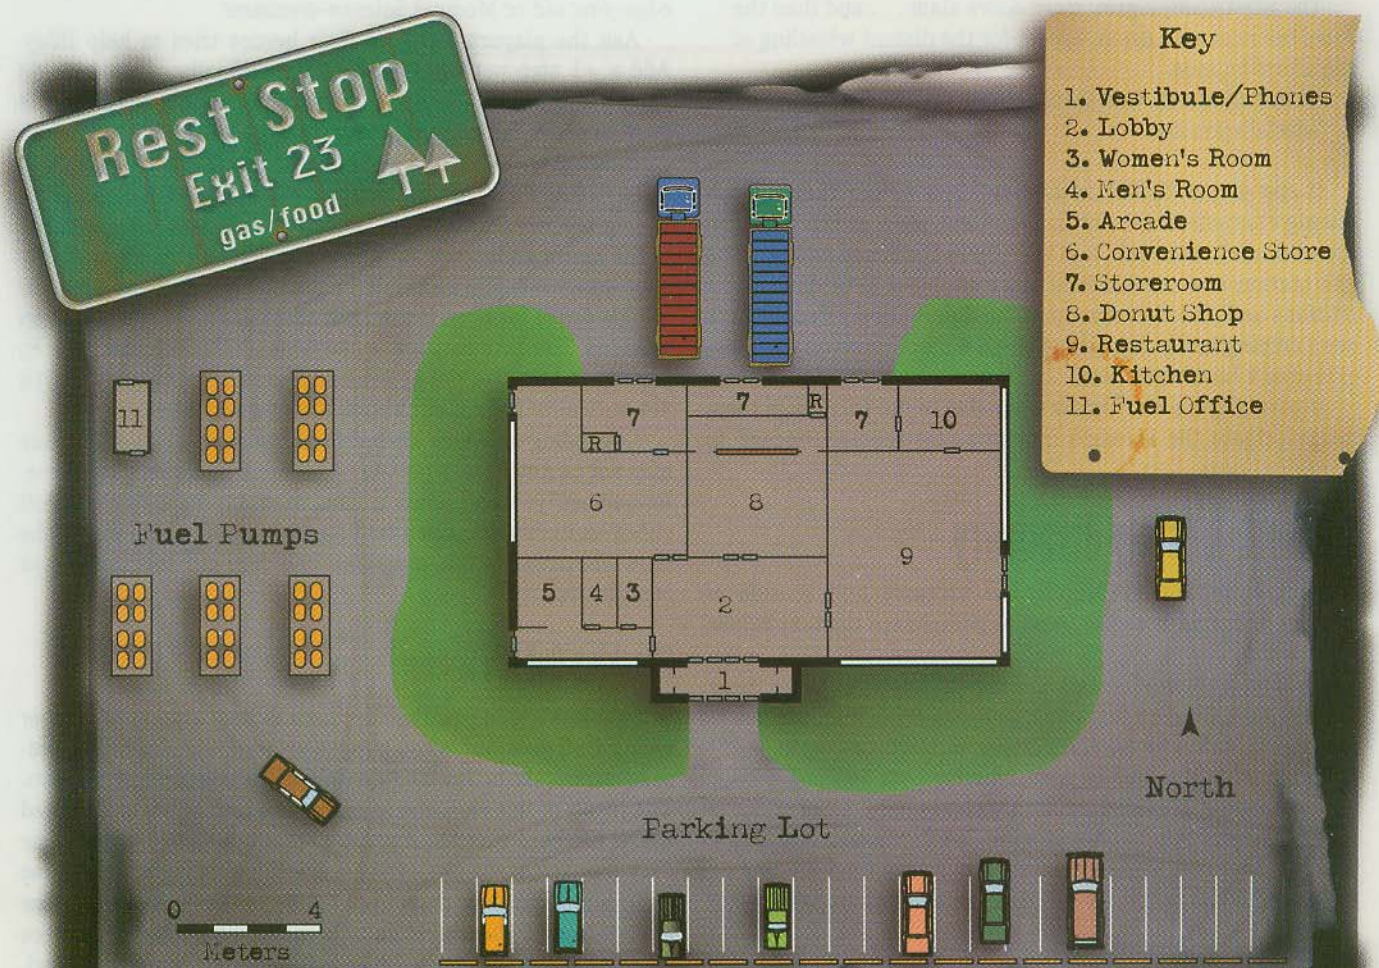 Rest Stop
Exit 23
gas/food
Key
1. Vestibule/Phones
2. Lobby
3. Women's Room
4. Men's Room
5. Arcade
6. Convenience Store
7. Storeroom
8. Donut Shop
9. Restaurant
10. Kitchen
11. Fuel Office
11
7
R
7
R
7
10
6
8
9
Fuel Pumps
5
4
3
2
1
North
Parking Lot
0 4
Meters